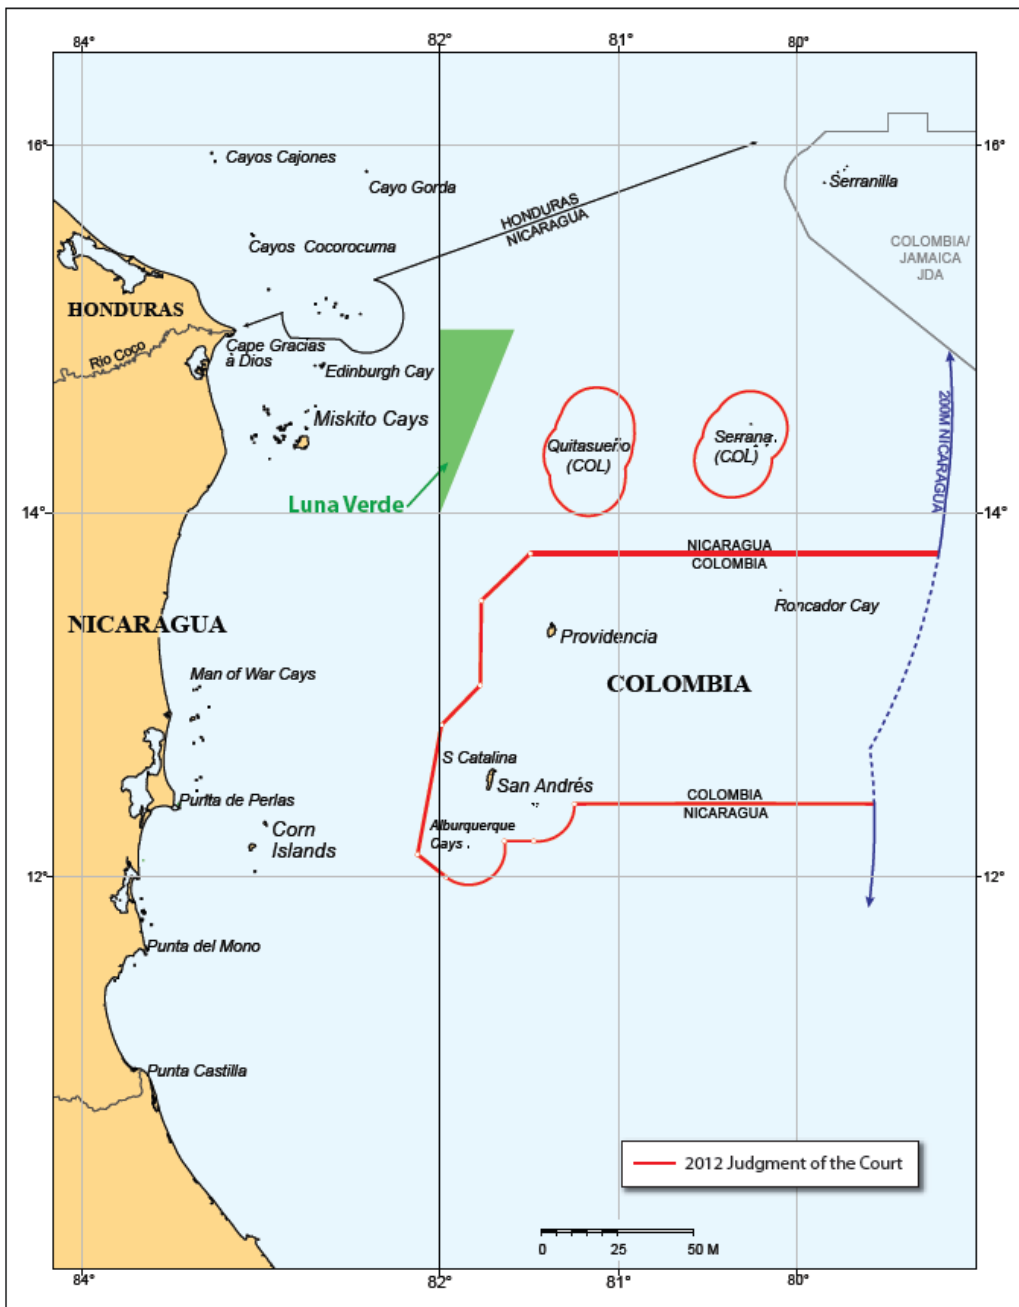 84°
82°
81°
80°
16°
16°
Cayos Cajones
Cayo Gorda
Serranilla
HONDURAS
NICARAGUA
Cayos Cocorocuma
COLOMBIA/
JAMAICA
JDA
HONDURAS
Rio Coco
Cape Gracias
à Dios
Edinburgh Cay
Miskito Cays
200M NICARAGUA
Quitasueño
(COL)
Serrana
(COL)
Luna Verde
14°
14°
NICARAGUA
COLOMBIA
Roncador Cay
NICARAGUA
Providencia
Man of War Cays
COLOMBIA
S Catalina
San Andrés
Punta de Perlas
COLOMBIA
NICARAGUA
Corn
Islands
Alburquerque
Cays
12°
12°
Punta del Mono
Punta Castilla
2012 Judgment of the Court
0 25 50 M
84°
82°
81°
80°